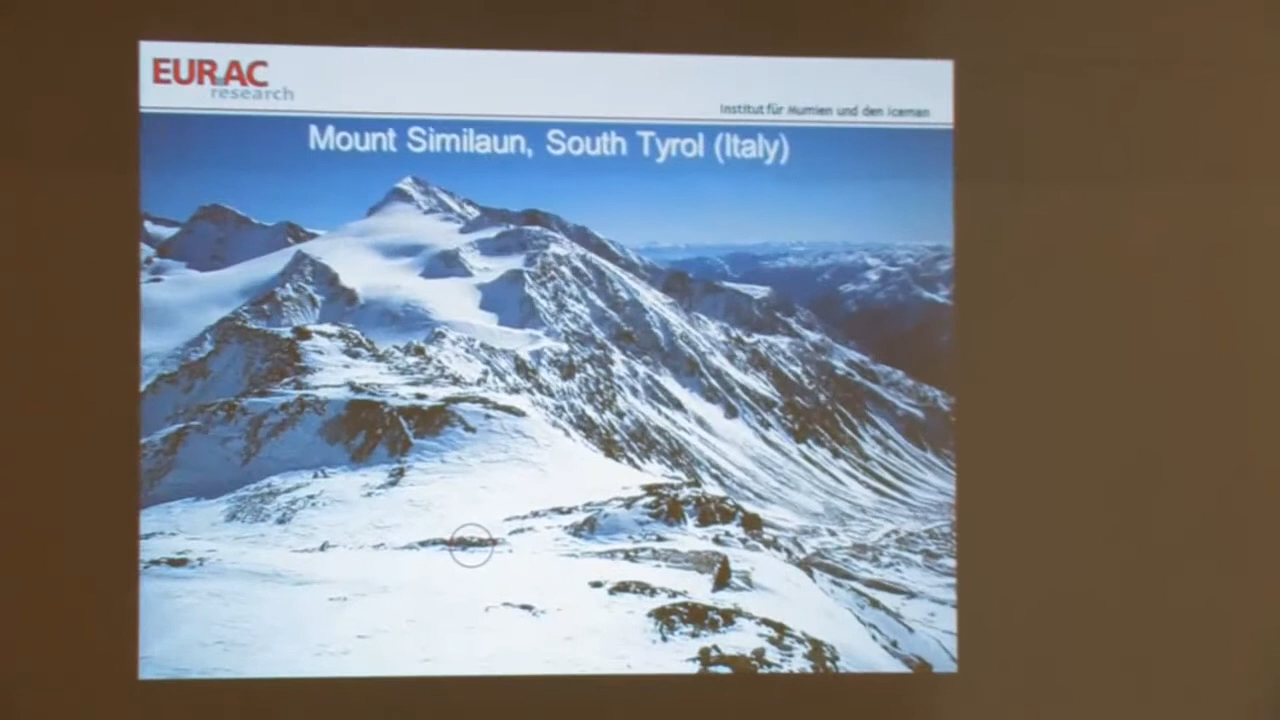 EURAC
research
Institut für Mumien und den Iceman
Mount Similaun, South Tyrol (Italy)